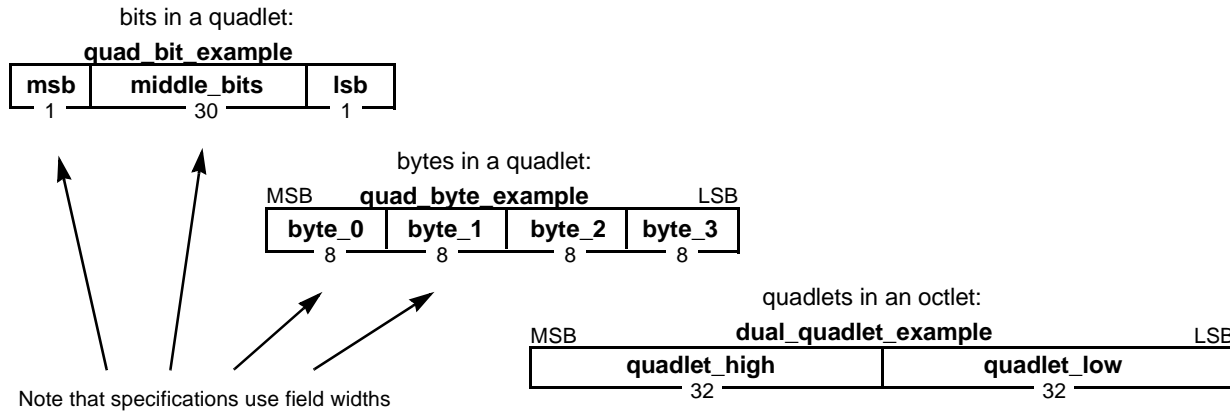 bits in a quadlet:
quad_bit_example
msb middle_bits lsb
1 30 1
bytes in a quadlet:
MSB quad_byte_example LSB
byte_0 byte_1 byte_2 byte_3
8 8 8 8
quadlets in an octlet:
MSB dual_quadlet_example LSB
quadlet_high quadlet_low
32 32
Note that specifications use field widths